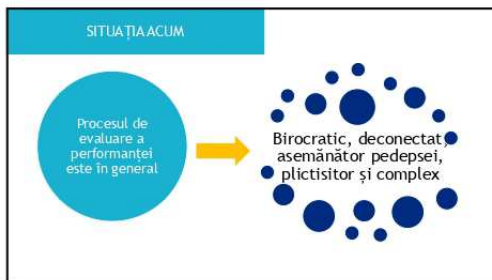 SITUAȚIA ACUM
Procesul de
evaluare a
performanței
este în general
Birocratic, deconectat,
asemănător pedepsei,
plictisitor și complex